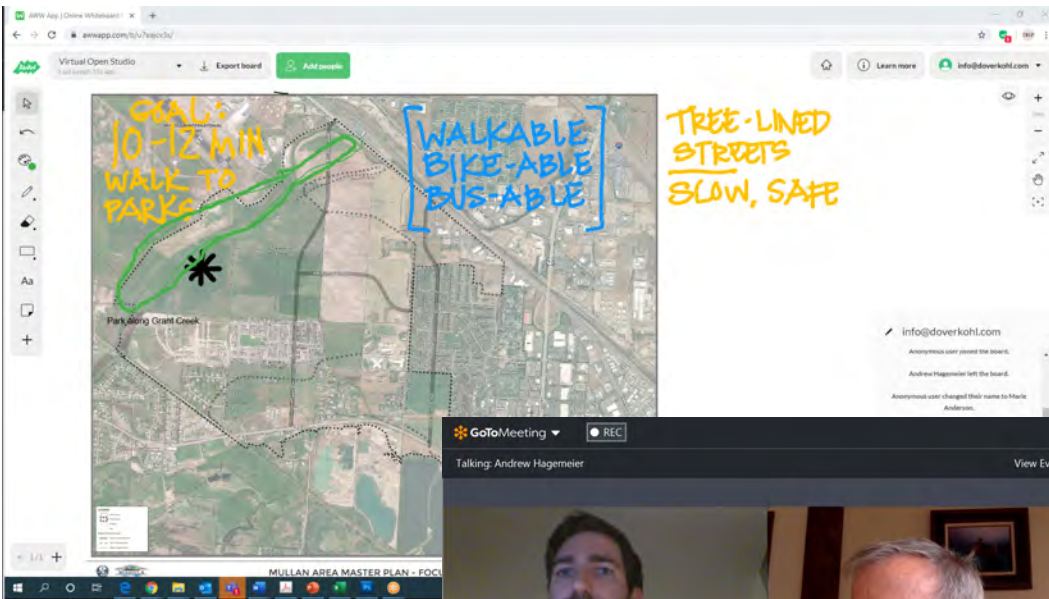 AWW App | Online Whiteboard
awwapp.com/b/u7
Virtual Open Studio
Export board
Add people
Learn more
info@doverkohl.com
GOAL:
10-12 MIN
WALK TO
PARKS
WALKABLE
BIKE-ABLE
BUS-ABLE
TREE-LINED
STREETS
SLOW, SAFE
Aa
Park Along Grant Creek
info@doverkohl.com
Anonymous user joined the board.
Andrew Hagemeier left the board.
Anonymous user changed their name to Marie
Anderson.
GoToMeeting
REC
Talking: Andrew Hagemeier
View Ev
1/1
MULLAN AREA MASTER PLAN - FOCU